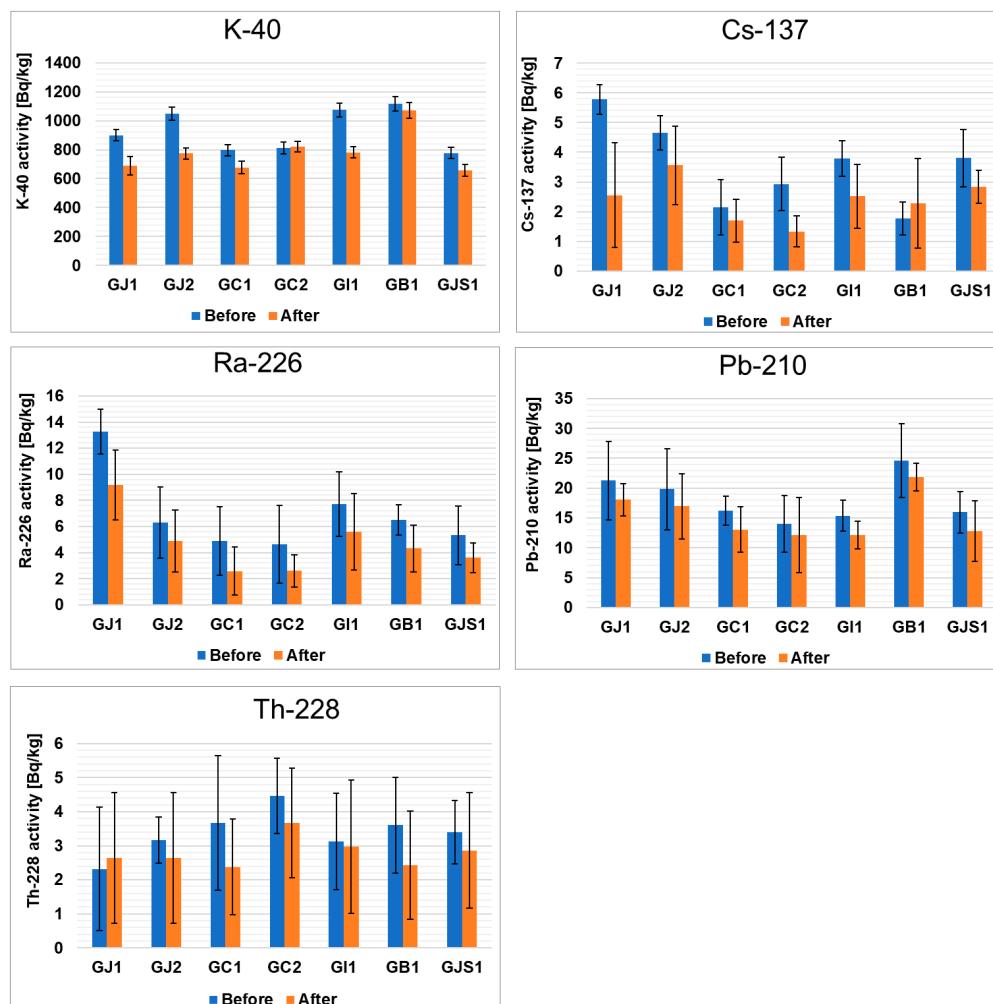 K-40
K-40 activity [Bq/kg]
1400
1200
1000
800
600
400
200
0
GJ1 GJ2 GC1 GC2 GI1 GB1 GJS1
Before After
Cs-137
Cs-137 activity [Bq/kg]
7
6
5
4
3
2
1
0
GJ1 GJ2 GC1 GC2 GI1 GB1 GJS1
Before After
Ra-226
Ra-226 activity [Bq/kg]
16
14
12
10
8
6
4
2
0
GJ1 GJ2 GC1 GC2 GI1 GB1 GJS1
Before After
Pb-210
Pb-210 activity [Bq/kg]
35
30
25
20
15
10
5
0
GJ1 GJ2 GC1 GC2 GI1 GB1 GJS1
Before After
Th-228
Th-228 activity [Bq/kg]
6
5
4
3
2
1
0
GJ1 GJ2 GC1 GC2 GI1 GB1 GJS1
Before After